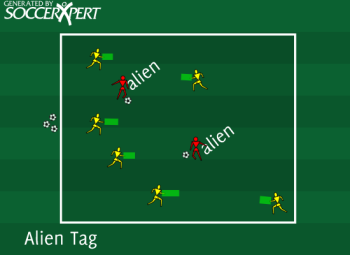 GENERATED BY
SOCCERXPERT
alien
alien
Alien Tag